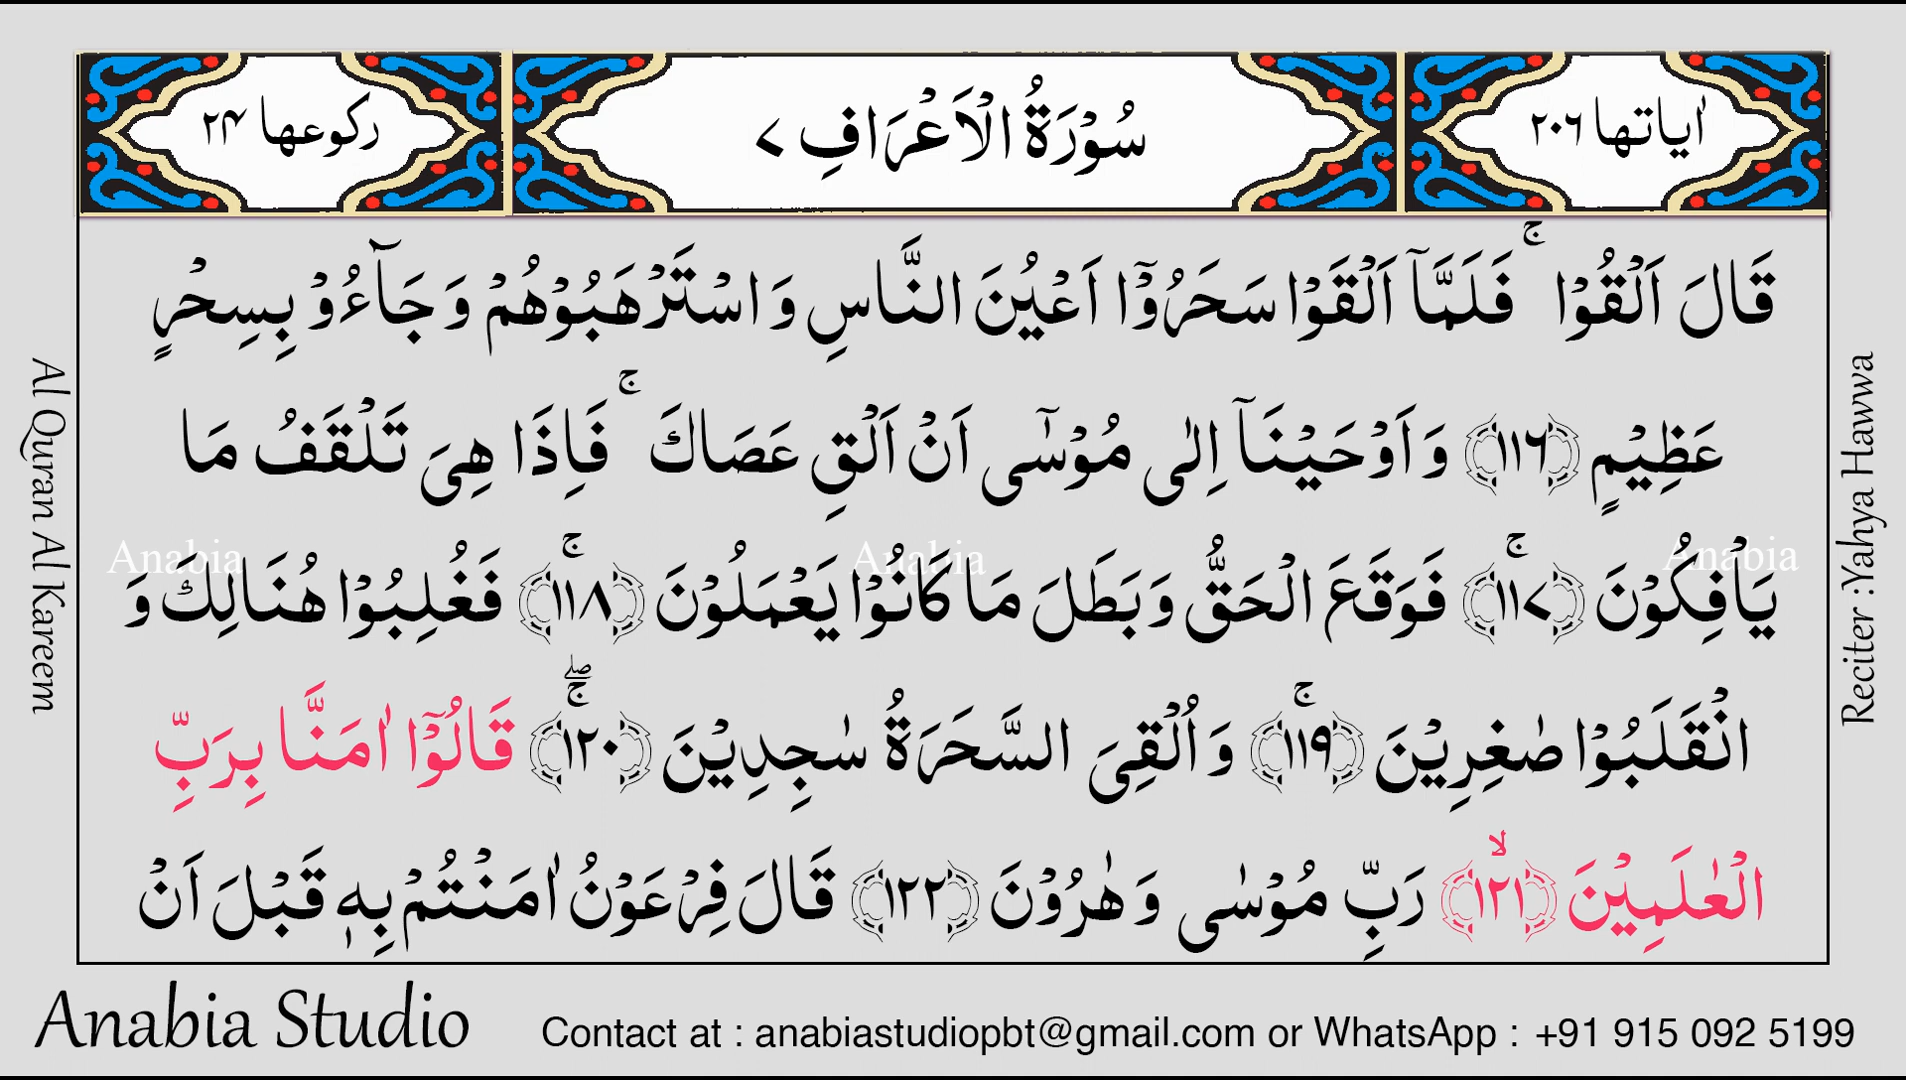 اٰیاتها ٢٠٦
سُوْرَةُ الْاَعْرَافِ ٧
ركوعها ٢٤
قَالَ اَلْقُوْا ۚ فَلَمَّاۤ اَلْقَوْا سَحَرُوْۤا اَعْیُنَ النَّاسِ وَ اسْتَرْهَبُوْهُمْ وَ جَآءُوْ بِسِحْرٍ
عَظِیْمٍ ﴿١١٦﴾ وَ اَوْحَیْنَاۤ اِلٰی مُوْسٰۤی اَنْ اَلْقِ عَصَاكَ ۚ فَاِذَا هِیَ تَلْقَفُ مَا
یَاْفِكُوْنَ ﴿١١٧﴾ۚ فَوَقَعَ الْحَقُّ وَ بَطَلَ مَا كَانُوْا یَعْمَلُوْنَ ﴿١١٨﴾ۚ فَغُلِبُوْا هُنَالِكَ وَ
انْقَلَبُوْا صٰغِرِیْنَ ﴿١١٩﴾ۚ وَ اُلْقِیَ السَّحَرَةُ سٰجِدِیْنَ ﴿١٢٠﴾ۚۖ قَالُوْۤا اٰمَنَّا بِرَبِّ
الْعٰلَمِیْنَ ﴿١٢١﴾ۙ رَبِّ مُوْسٰی وَ هٰرُوْنَ ﴿١٢٢﴾ قَالَ فِرْعَوْنُ اٰمَنْتُمْ بِهٖ قَبْلَ اَنْ
Al Quran Al Kareem
Reciter :Yahya Hawwa
Anabia Anabia Anabia
Anabia Studio
Contact at : anabiastudiopbt@gmail.com or WhatsApp : +91 915 092 5199